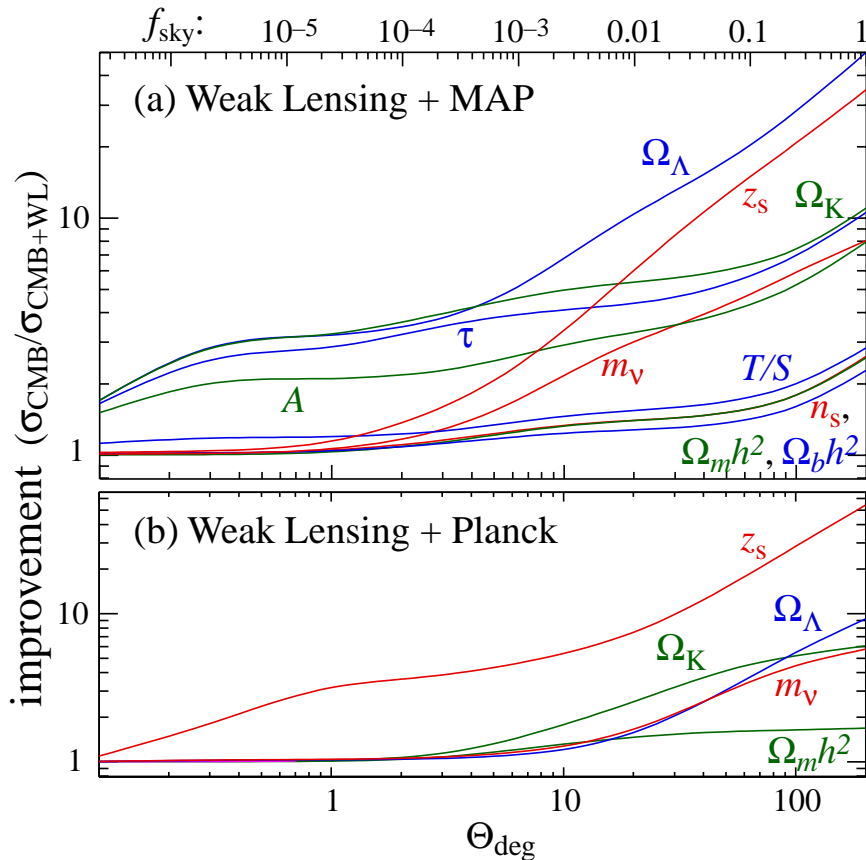 f_sky: 10⁻⁵ 10⁻⁴ 10⁻³ 0.01 0.1 1
(a) Weak Lensing + MAP
Ω_Λ
z_s
Ω_K
10
τ
m_ν
T/S
A
n_s,
1
Ω_m h², Ω_b h²
improvement (σ_CMB/σ_CMB+WL)
(b) Weak Lensing + Planck
z_s
10
Ω_Λ
Ω_K
m_ν
Ω_m h²
1
1 10 100
Θ_deg